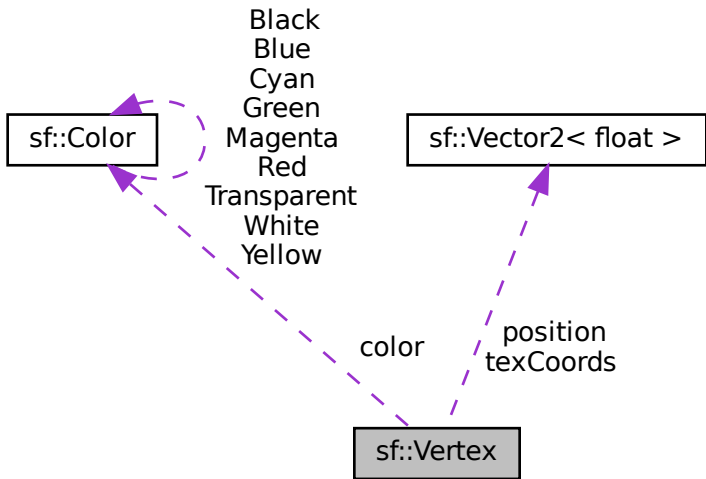 Black
Blue
Cyan
Green
Magenta
Red
Transparent
White
Yellow
sf::Color
sf::Vector2< float >
color
position
texCoords
sf::Vertex